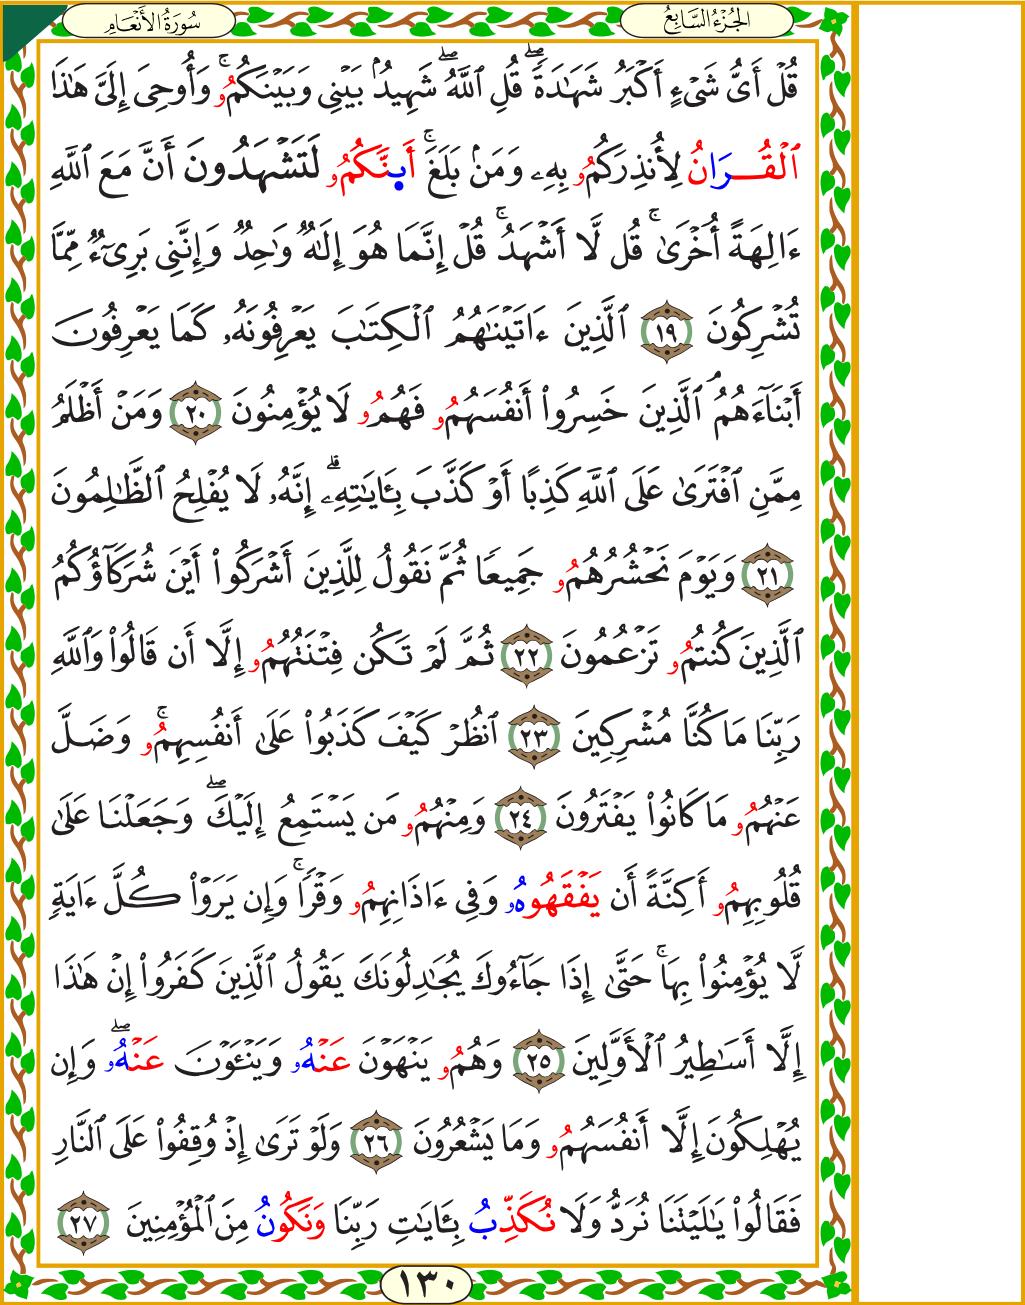 الجُزْءُ السَّابِعُ
سُورَةُ الأَنْعَامِ
قُلْ أَىُّ شَىْءٍ أَكْبَرُ شَهَٰدَةً ۖ قُلِ ٱللَّهُ ۖ شَهِيدُۢ بَيْنِى وَبَيْنَكُمُۥ ۚ وَأُوحِىَ إِلَىَّ هَٰذَا
ٱلْقُرَانُ لِأُنذِرَكُمُۥ بِهِۦ وَمَنۢ بَلَغَ ۚ أَىِٕنَّكُمُۥ لَتَشْهَدُونَ أَنَّ مَعَ ٱللَّهِ
ءَالِهَةً أُخْرَىٰ ۚ قُل لَّا أَشْهَدُ ۚ قُلْ إِنَّمَا هُوَ إِلَٰهٌ وَٰحِدٌ وَإِنَّنِى بَرِىٓءٌ مِّمَّا
تُشْرِكُونَ ١٩ ٱلَّذِينَ ءَاتَيْنَٰهُمُ ٱلْكِتَٰبَ يَعْرِفُونَهُۥ كَمَا يَعْرِفُونَ
أَبْنَآءَهُمُ ۘ ٱلَّذِينَ خَسِرُوا۟ أَنفُسَهُمُۥ فَهُمُۥ لَا يُؤْمِنُونَ ٢٠ وَمَنْ أَظْلَمُ
مِمَّنِ ٱفْتَرَىٰ عَلَى ٱللَّهِ كَذِبًا أَوْ كَذَّبَ بِـَٔايَٰتِهِۦ ۗ إِنَّهُۥ لَا يُفْلِحُ ٱلظَّٰلِمُونَ
٢١ وَيَوْمَ نَحْشُرُهُمُۥ جَمِيعًا ثُمَّ نَقُولُ لِلَّذِينَ أَشْرَكُوا۟ أَيْنَ شُرَكَآؤُكُمُ
ٱلَّذِينَ كُنتُمُۥ تَزْعُمُونَ ٢٢ ثُمَّ لَمْ تَكُن فِتْنَتُهُمُۥ إِلَّا أَن قَالُوا۟ وَٱللَّهِ
رَبِّنَا مَا كُنَّا مُشْرِكِينَ ٢٣ ٱنظُرْ كَيْفَ كَذَبُوا۟ عَلَىٰ أَنفُسِهِمُۥ ۚ وَضَلَّ
عَنْهُمُۥ مَا كَانُوا۟ يَفْتَرُونَ ٢٤ وَمِنْهُمُۥ مَن يَسْتَمِعُ إِلَيْكَ ۖ وَجَعَلْنَا عَلَىٰ
قُلُوبِهِمُۥ أَكِنَّةً أَن يَفْقَهُوهُۥ وَفِى ءَاذَانِهِمُۥ وَقْرًا ۚ وَإِن يَرَوْا۟ كُلَّ ءَايَةٍ
لَّا يُؤْمِنُوا۟ بِهَا ۚ حَتَّىٰ إِذَا جَآءُوكَ يُجَٰدِلُونَكَ يَقُولُ ٱلَّذِينَ كَفَرُوا۟ إِنْ هَٰذَا
إِلَّا أَسَٰطِيرُ ٱلْأَوَّلِينَ ٢٥ وَهُمُۥ يَنْهَوْنَ عَنْهُۥ وَيَنْـَٔوْنَ عَنْهُۥ ۖ وَإِن
يُهْلِكُونَ إِلَّا أَنفُسَهُمُۥ وَمَا يَشْعُرُونَ ٢٦ وَلَوْ تَرَىٰ إِذْ وُقِفُوا۟ عَلَى ٱلنَّارِ
فَقَالُوا۟ يَٰلَيْتَنَا نُرَدُّ وَلَا نُكَذِّبُ بِـَٔايَٰتِ رَبِّنَا وَنَكُونُ مِنَ ٱلْمُؤْمِنِينَ ٢٧
١٣٠